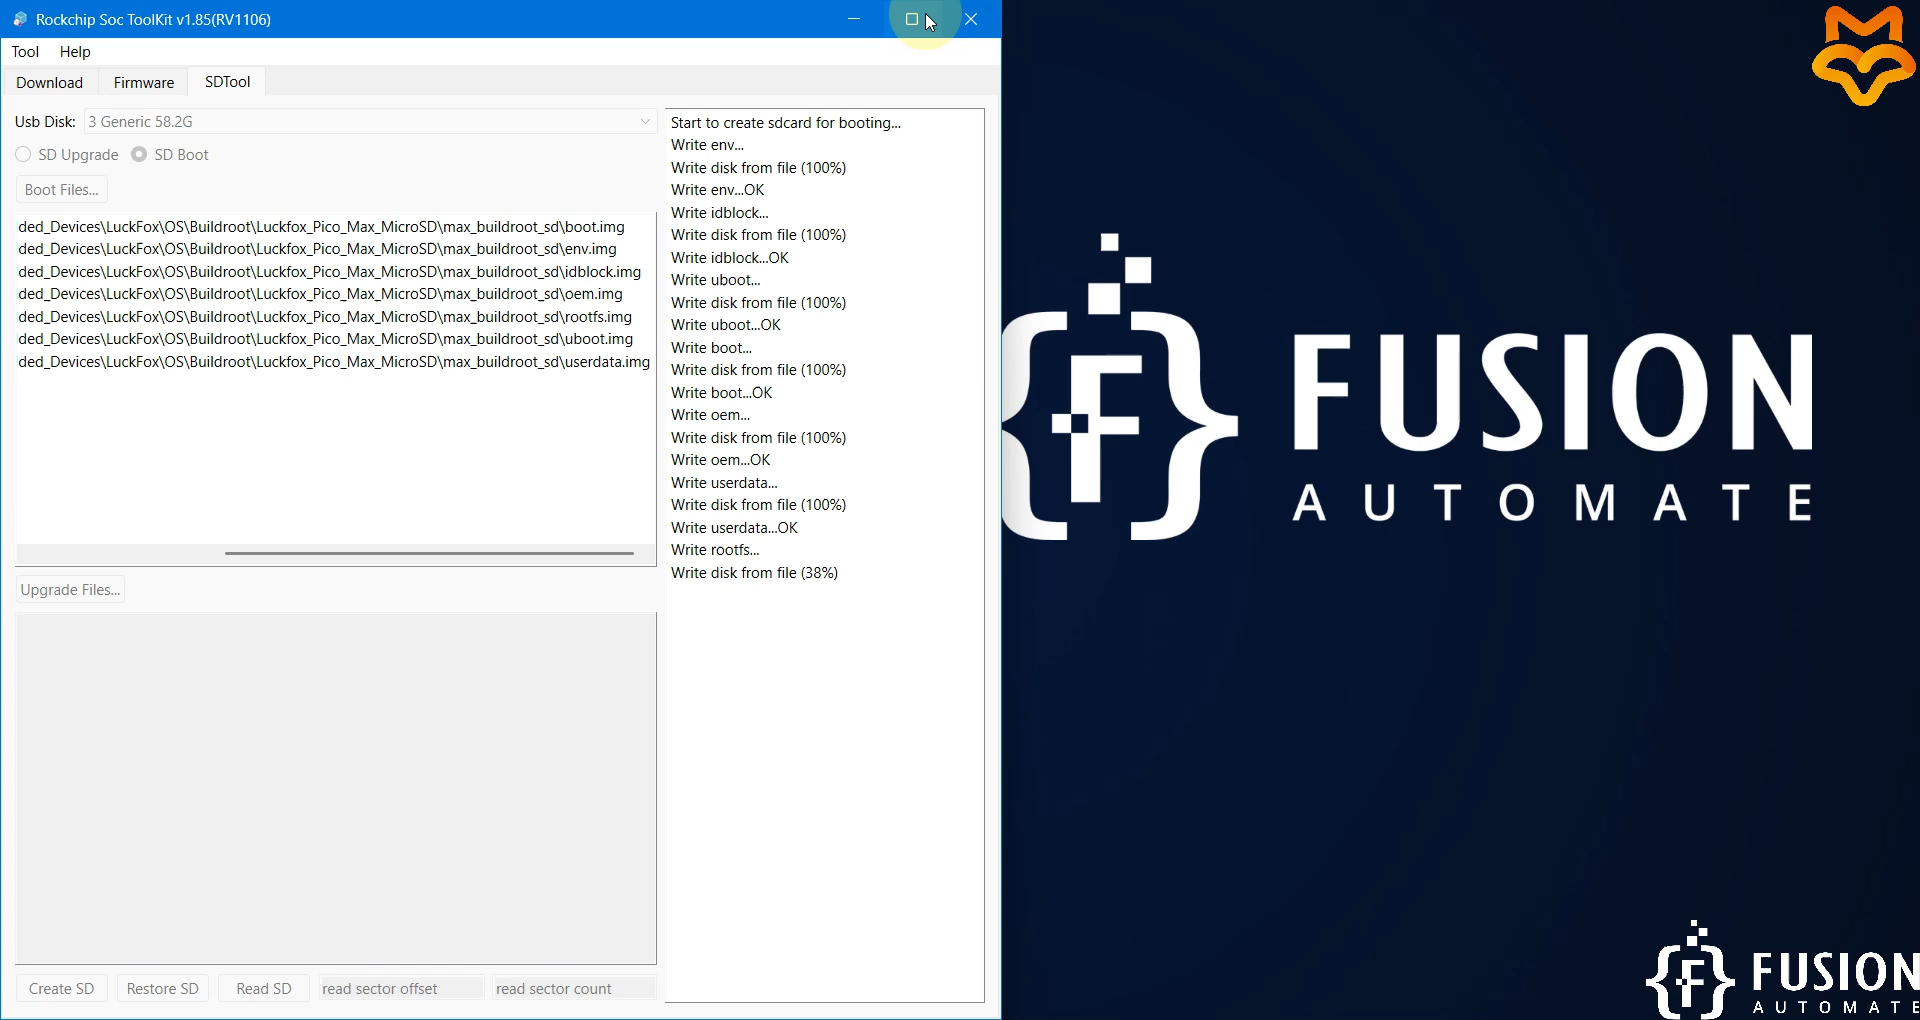 Rockchip Soc ToolKit v1.85(RV1106)
Tool Help
Download Firmware SDTool
Usb Disk: 3 Generic 58.2G
SD Upgrade SD Boot
Boot Files...
ded_Devices\LuckFox\OS\Buildroot\Luckfox_Pico_Max_MicroSD\max_buildroot_sd\boot.img
ded_Devices\LuckFox\OS\Buildroot\Luckfox_Pico_Max_MicroSD\max_buildroot_sd\env.img
ded_Devices\LuckFox\OS\Buildroot\Luckfox_Pico_Max_MicroSD\max_buildroot_sd\idblock.img
ded_Devices\LuckFox\OS\Buildroot\Luckfox_Pico_Max_MicroSD\max_buildroot_sd\oem.img
ded_Devices\LuckFox\OS\Buildroot\Luckfox_Pico_Max_MicroSD\max_buildroot_sd\rootfs.img
ded_Devices\LuckFox\OS\Buildroot\Luckfox_Pico_Max_MicroSD\max_buildroot_sd\uboot.img
ded_Devices\LuckFox\OS\Buildroot\Luckfox_Pico_Max_MicroSD\max_buildroot_sd\userdata.img
Upgrade Files...
Create SD Restore SD Read SD read sector offset read sector count
Start to create sdcard for booting...
Write env...
Write disk from file (100%)
Write env...OK
Write idblock...
Write disk from file (100%)
Write idblock...OK
Write uboot...
Write disk from file (100%)
Write uboot...OK
Write boot...
Write disk from file (100%)
Write boot...OK
Write oem...
Write disk from file (100%)
Write oem...OK
Write userdata...
Write disk from file (100%)
Write userdata...OK
Write rootfs...
Write disk from file (38%)
{F} FUSION
AUTOMATE
{F} FUSION
AUTOMATE